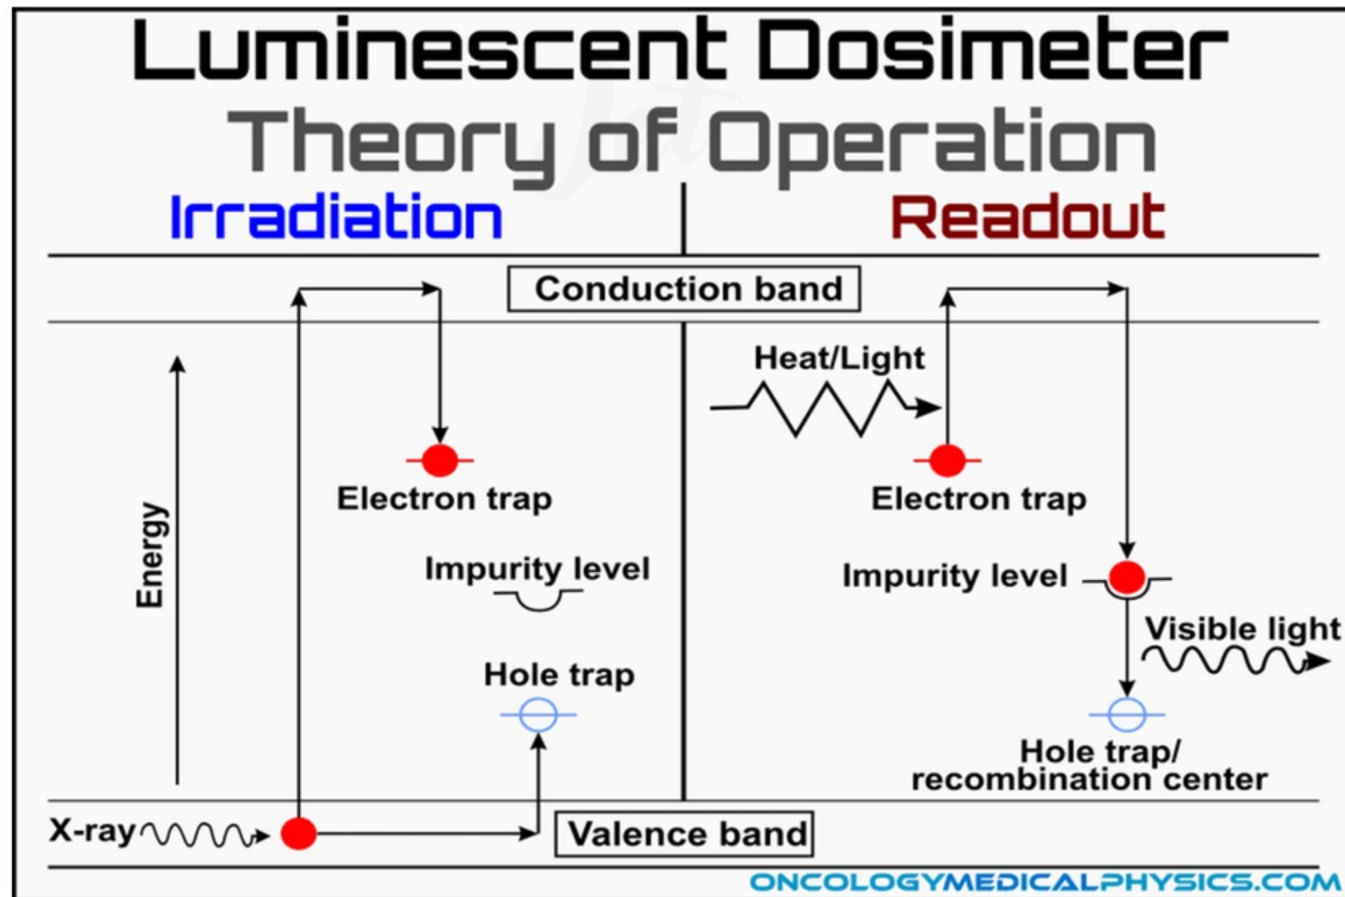 Luminescent Dosimeter
Theory of Operation
Irradiation
Readout
Conduction band
Heat/Light
Energy
Electron trap
Electron trap
Impurity level
Impurity level
Visible light
Hole trap
Hole trap/
recombination center
X-ray
Valence band
ONCOLOGYMEDICALPHYSICS.COM